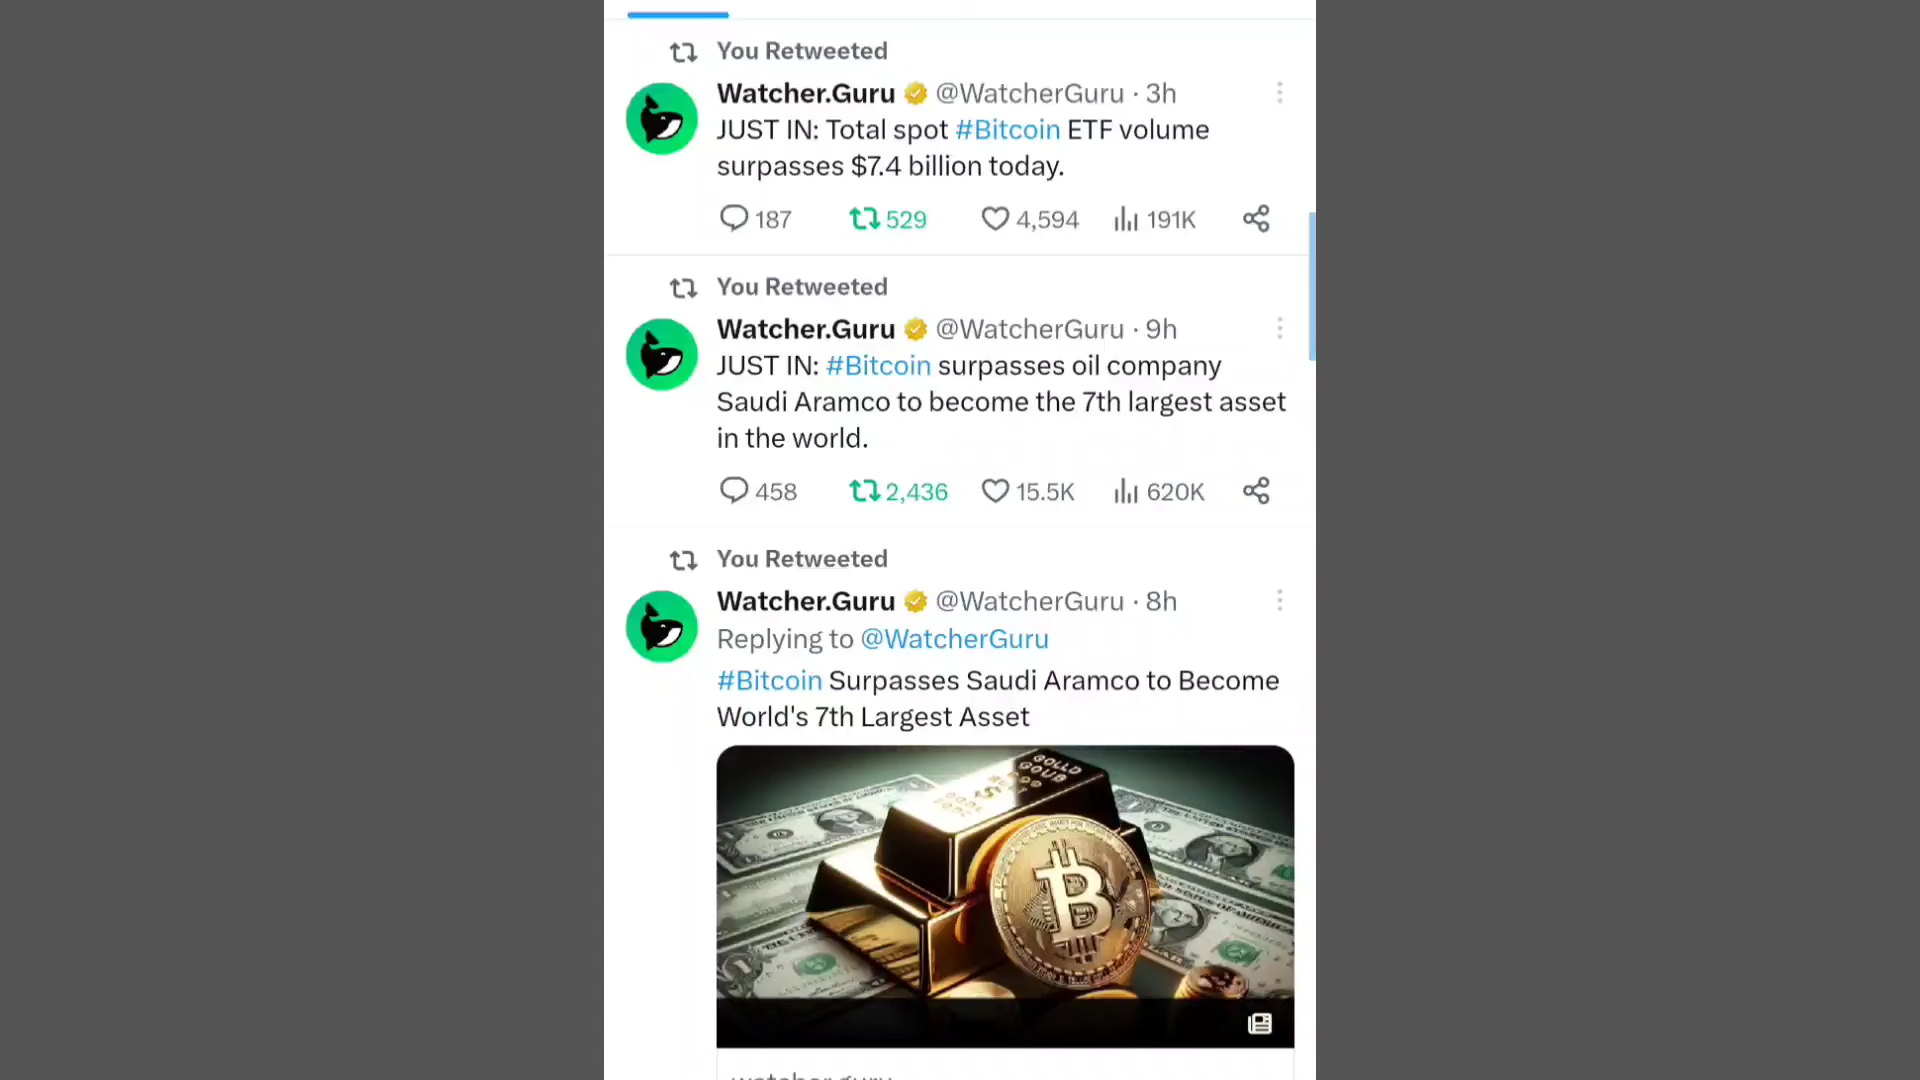 You Retweeted
Watcher.Guru @WatcherGuru · 3h
JUST IN: Total spot #Bitcoin ETF volume
surpasses $7.4 billion today.
187 529 4,594 191K
You Retweeted
Watcher.Guru @WatcherGuru · 9h
JUST IN: #Bitcoin surpasses oil company
Saudi Aramco to become the 7th largest asset
in the world.
458 2,436 15.5K 620K
You Retweeted
Watcher.Guru @WatcherGuru · 8h
Replying to @WatcherGuru
#Bitcoin Surpasses Saudi Aramco to Become
World's 7th Largest Asset
GOLLD
GOUB